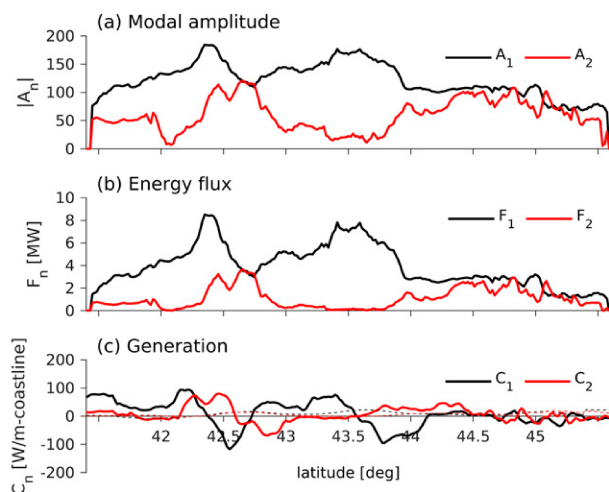 (a) Modal amplitude
|Aₙ|
200
150
100
50
0
A₁
A₂
(b) Energy flux
Fₙ [MW]
10
8
6
4
2
0
F₁
F₂
(c) Generation
Cₙ [W/m-coastline]
200
100
0
-100
-200
C₁
C₂
42 42.5 43 43.5 44 44.5 45
latitude [deg]